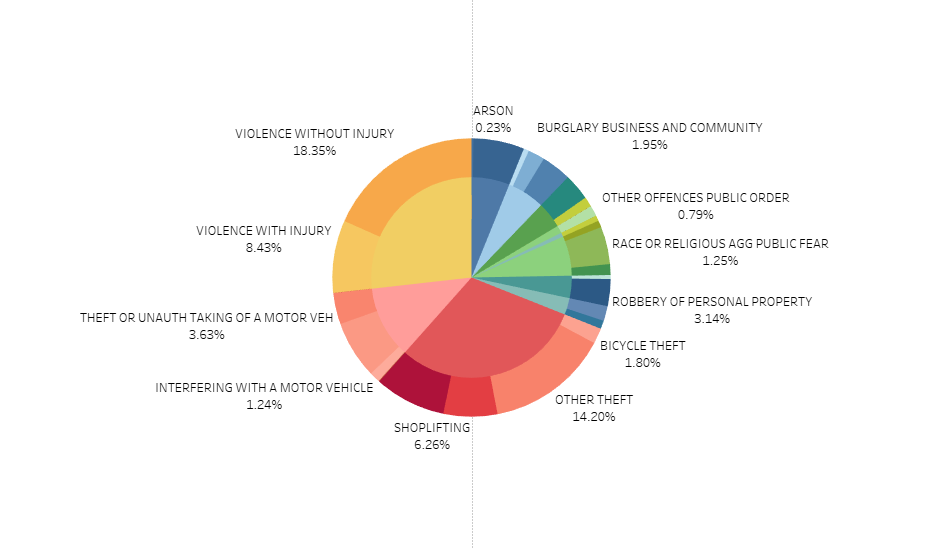 ARSON
0.23%
BURGLARY BUSINESS AND COMMUNITY
1.95%
VIOLENCE WITHOUT INJURY
18.35%
OTHER OFFENCES PUBLIC ORDER
0.79%
VIOLENCE WITH INJURY
8.43%
RACE OR RELIGIOUS AGG PUBLIC FEAR
1.25%
ROBBERY OF PERSONAL PROPERTY
3.14%
THEFT OR UNAUTH TAKING OF A MOTOR VEH
3.63%
BICYCLE THEFT
1.80%
INTERFERING WITH A MOTOR VEHICLE
1.24%
OTHER THEFT
14.20%
SHOPLIFTING
6.26%